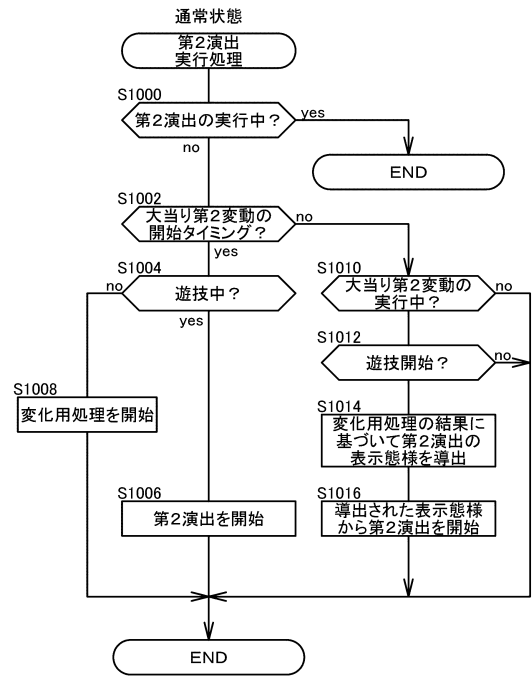 通常状態
第２演出
実行処理
S1000
第２演出の実行中？
yes
no
END
S1002
大当り第２変動の
開始タイミング？
no
yes
S1004
遊技中？
no
yes
S1010
大当り第２変動の
実行中？
no
S1012
遊技開始？
no
S1008
変化用処理を開始
S1014
変化用処理の結果に
基づいて第２演出の
表示態様を導出
S1006
第２演出を開始
S1016
導出された表示態様
から第２演出を開始
END